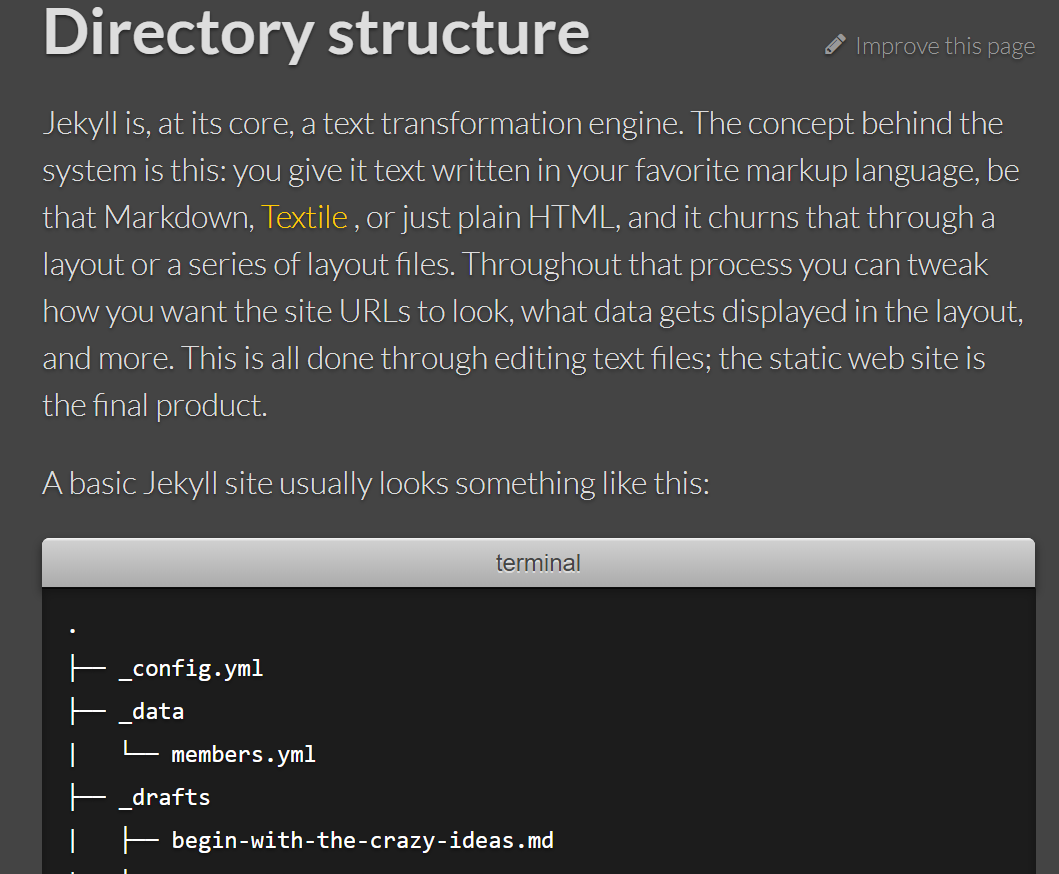 Directory structure
Improve this page
Jekyll is, at its core, a text transformation engine. The concept behind the
system is this: you give it text written in your favorite markup language, be
that Markdown, Textile , or just plain HTML, and it churns that through a
layout or a series of layout files. Throughout that process you can tweak
how you want the site URLs to look, what data gets displayed in the layout,
and more. This is all done through editing text files; the static web site is
the final product.
A basic Jekyll site usually looks something like this:
terminal
.
├── _config.yml
├── _data
|   └── members.yml
├── _drafts
|   ├── begin-with-the-crazy-ideas.md